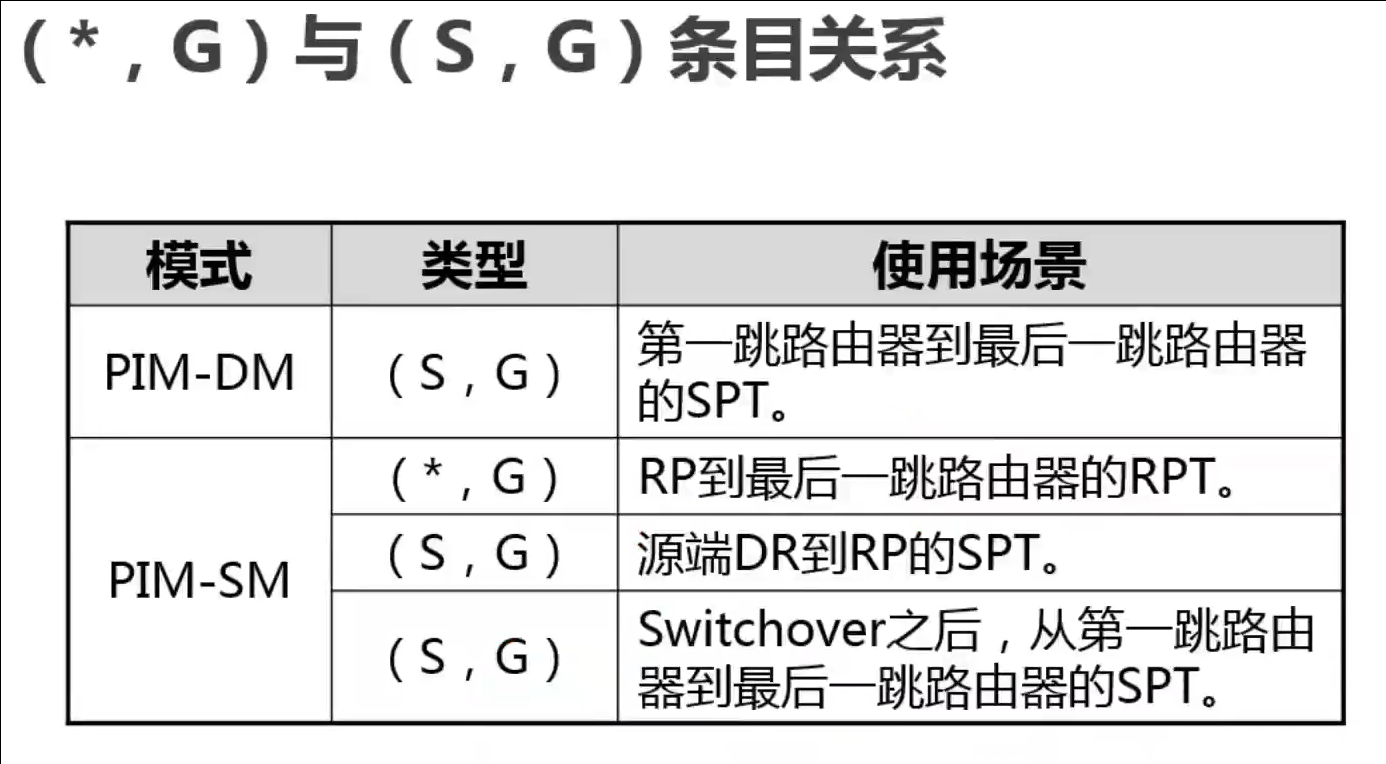 （*，G）与（S，G）条目关系
模式 类型 使用场景
PIM-DM （S，G） 第一跳路由器到最后一跳路由器
的SPT。
PIM-SM （*，G） RP到最后一跳路由器的RPT。
（S，G） 源端DR到RP的SPT。
（S，G） Switchover之后，从第一跳路由
器到最后一跳路由器的SPT。